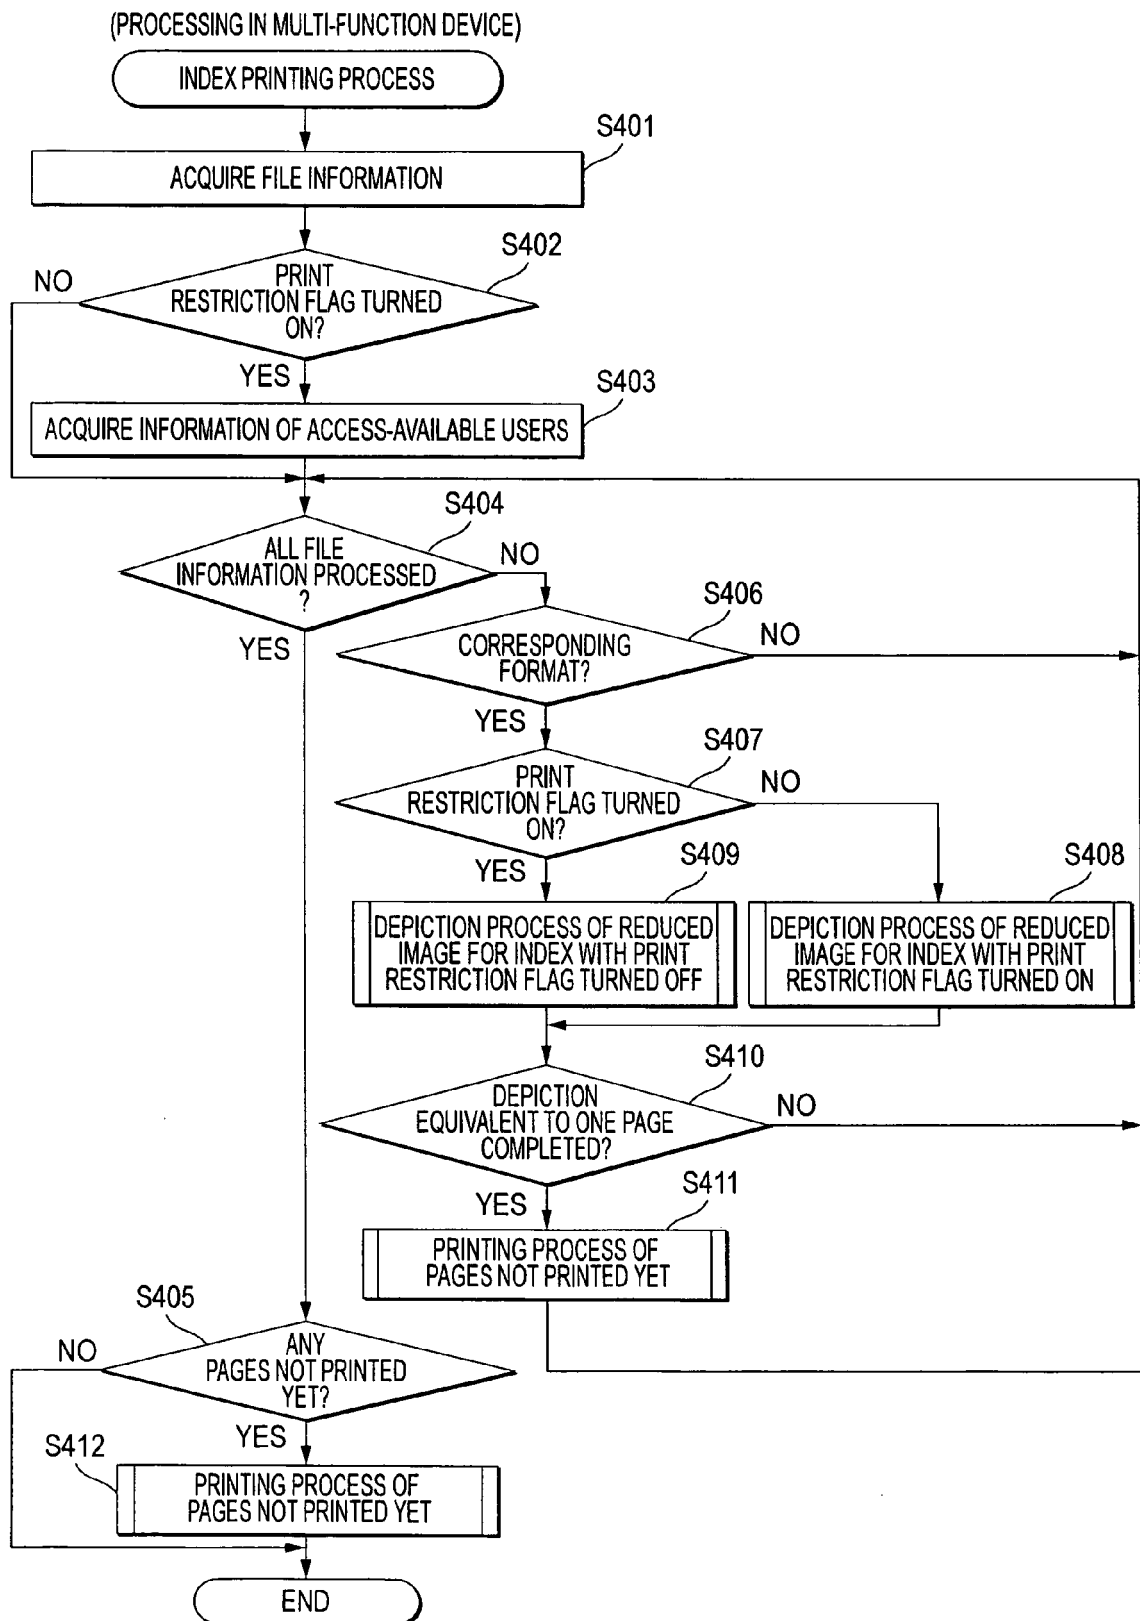 (PROCESSING IN MULTI-FUNCTION DEVICE)
INDEX PRINTING PROCESS
S401
ACQUIRE FILE INFORMATION
S402
NO
PRINT
RESTRICTION FLAG TURNED
ON?
YES
S403
ACQUIRE INFORMATION OF ACCESS-AVAILABLE USERS
S404
ALL FILE
INFORMATION PROCESSED
?
NO
YES
S406
CORRESPONDING
FORMAT?
NO
YES
S407
PRINT
RESTRICTION FLAG TURNED
ON?
NO
YES
S409
S408
DEPICTION PROCESS OF REDUCED
IMAGE FOR INDEX WITH PRINT
RESTRICTION FLAG TURNED OFF
DEPICTION PROCESS OF REDUCED
IMAGE FOR INDEX WITH PRINT
RESTRICTION FLAG TURNED ON
S410
DEPICTION
EQUIVALENT TO ONE PAGE
COMPLETED?
NO
YES
S411
PRINTING PROCESS OF
PAGES NOT PRINTED YET
S405
NO
ANY
PAGES NOT PRINTED
YET?
YES
S412
PRINTING PROCESS OF
PAGES NOT PRINTED YET
END